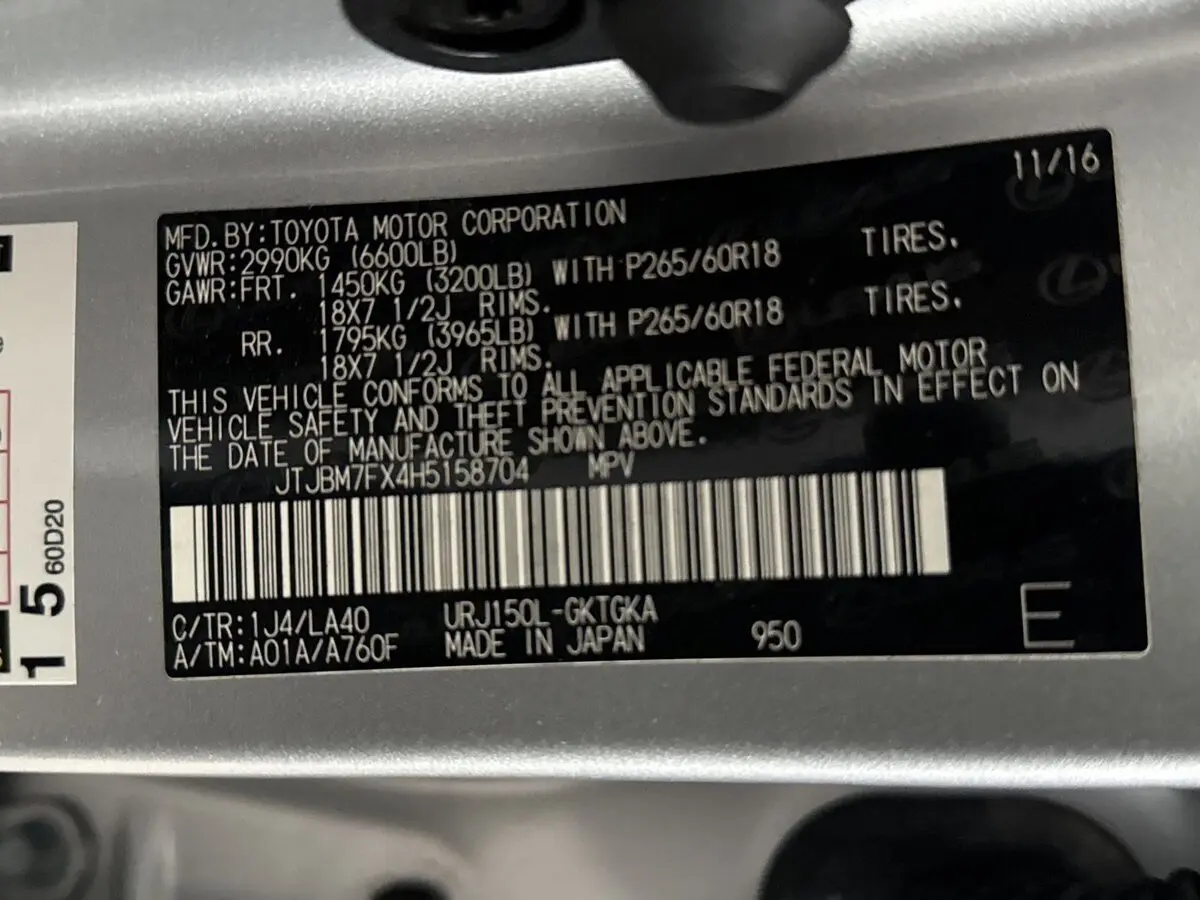 11/16
MFD.BY:TOYOTA MOTOR CORPORATION
GVWR:2990KG (6600LB)
GAWR:FRT. 1450KG (3200LB) WITH P265/60R18 TIRES.
18X7 1/2J RIMS.
RR. 1795KG (3965LB) WITH P265/60R18 TIRES.
18X7 1/2J RIMS.
THIS VEHICLE CONFORMS TO ALL APPLICABLE FEDERAL MOTOR
VEHICLE SAFETY AND THEFT PREVENTION STANDARDS IN EFFECT ON
THE DATE OF MANUFACTURE SHOWN ABOVE.
JTJBM7FX4H5158704 MPV
C/TR:1J4/LA40 URJ150L-GKTGKA
A/TM:A01A/A760F MADE IN JAPAN 950 E
15 60D20